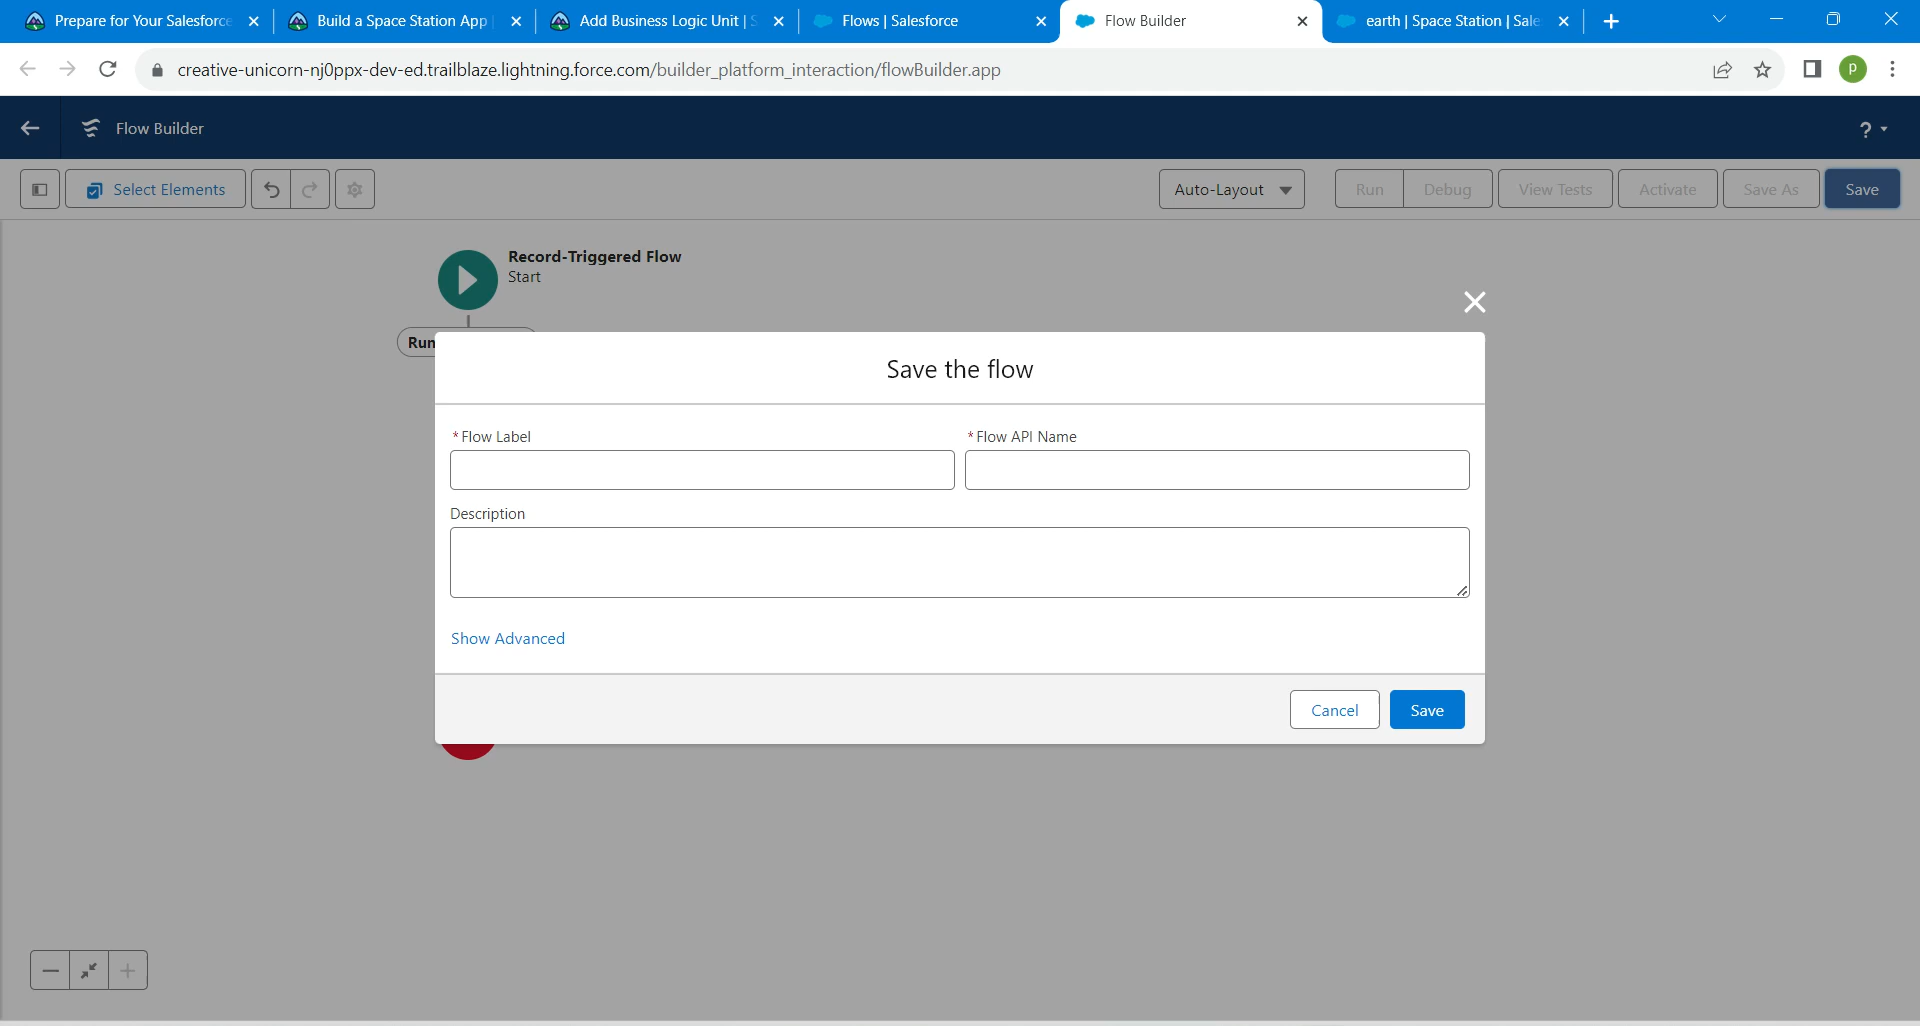 Prepare for Your Salesforce
Build a Space Station App
Add Business Logic Unit | S
Flows | Salesforce
Flow Builder
earth | Space Station | Sale
creative-unicorn-nj0ppx-dev-ed.trailblaze.lightning.force.com/builder_platform_interaction/flowBuilder.app
P
Flow Builder
?
Select Elements
Auto-Layout
Run
Debug
View Tests
Activate
Save As
Save
Record-Triggered Flow
Start
Run
Save the flow
* Flow Label
* Flow API Name
Description
Show Advanced
Cancel
Save